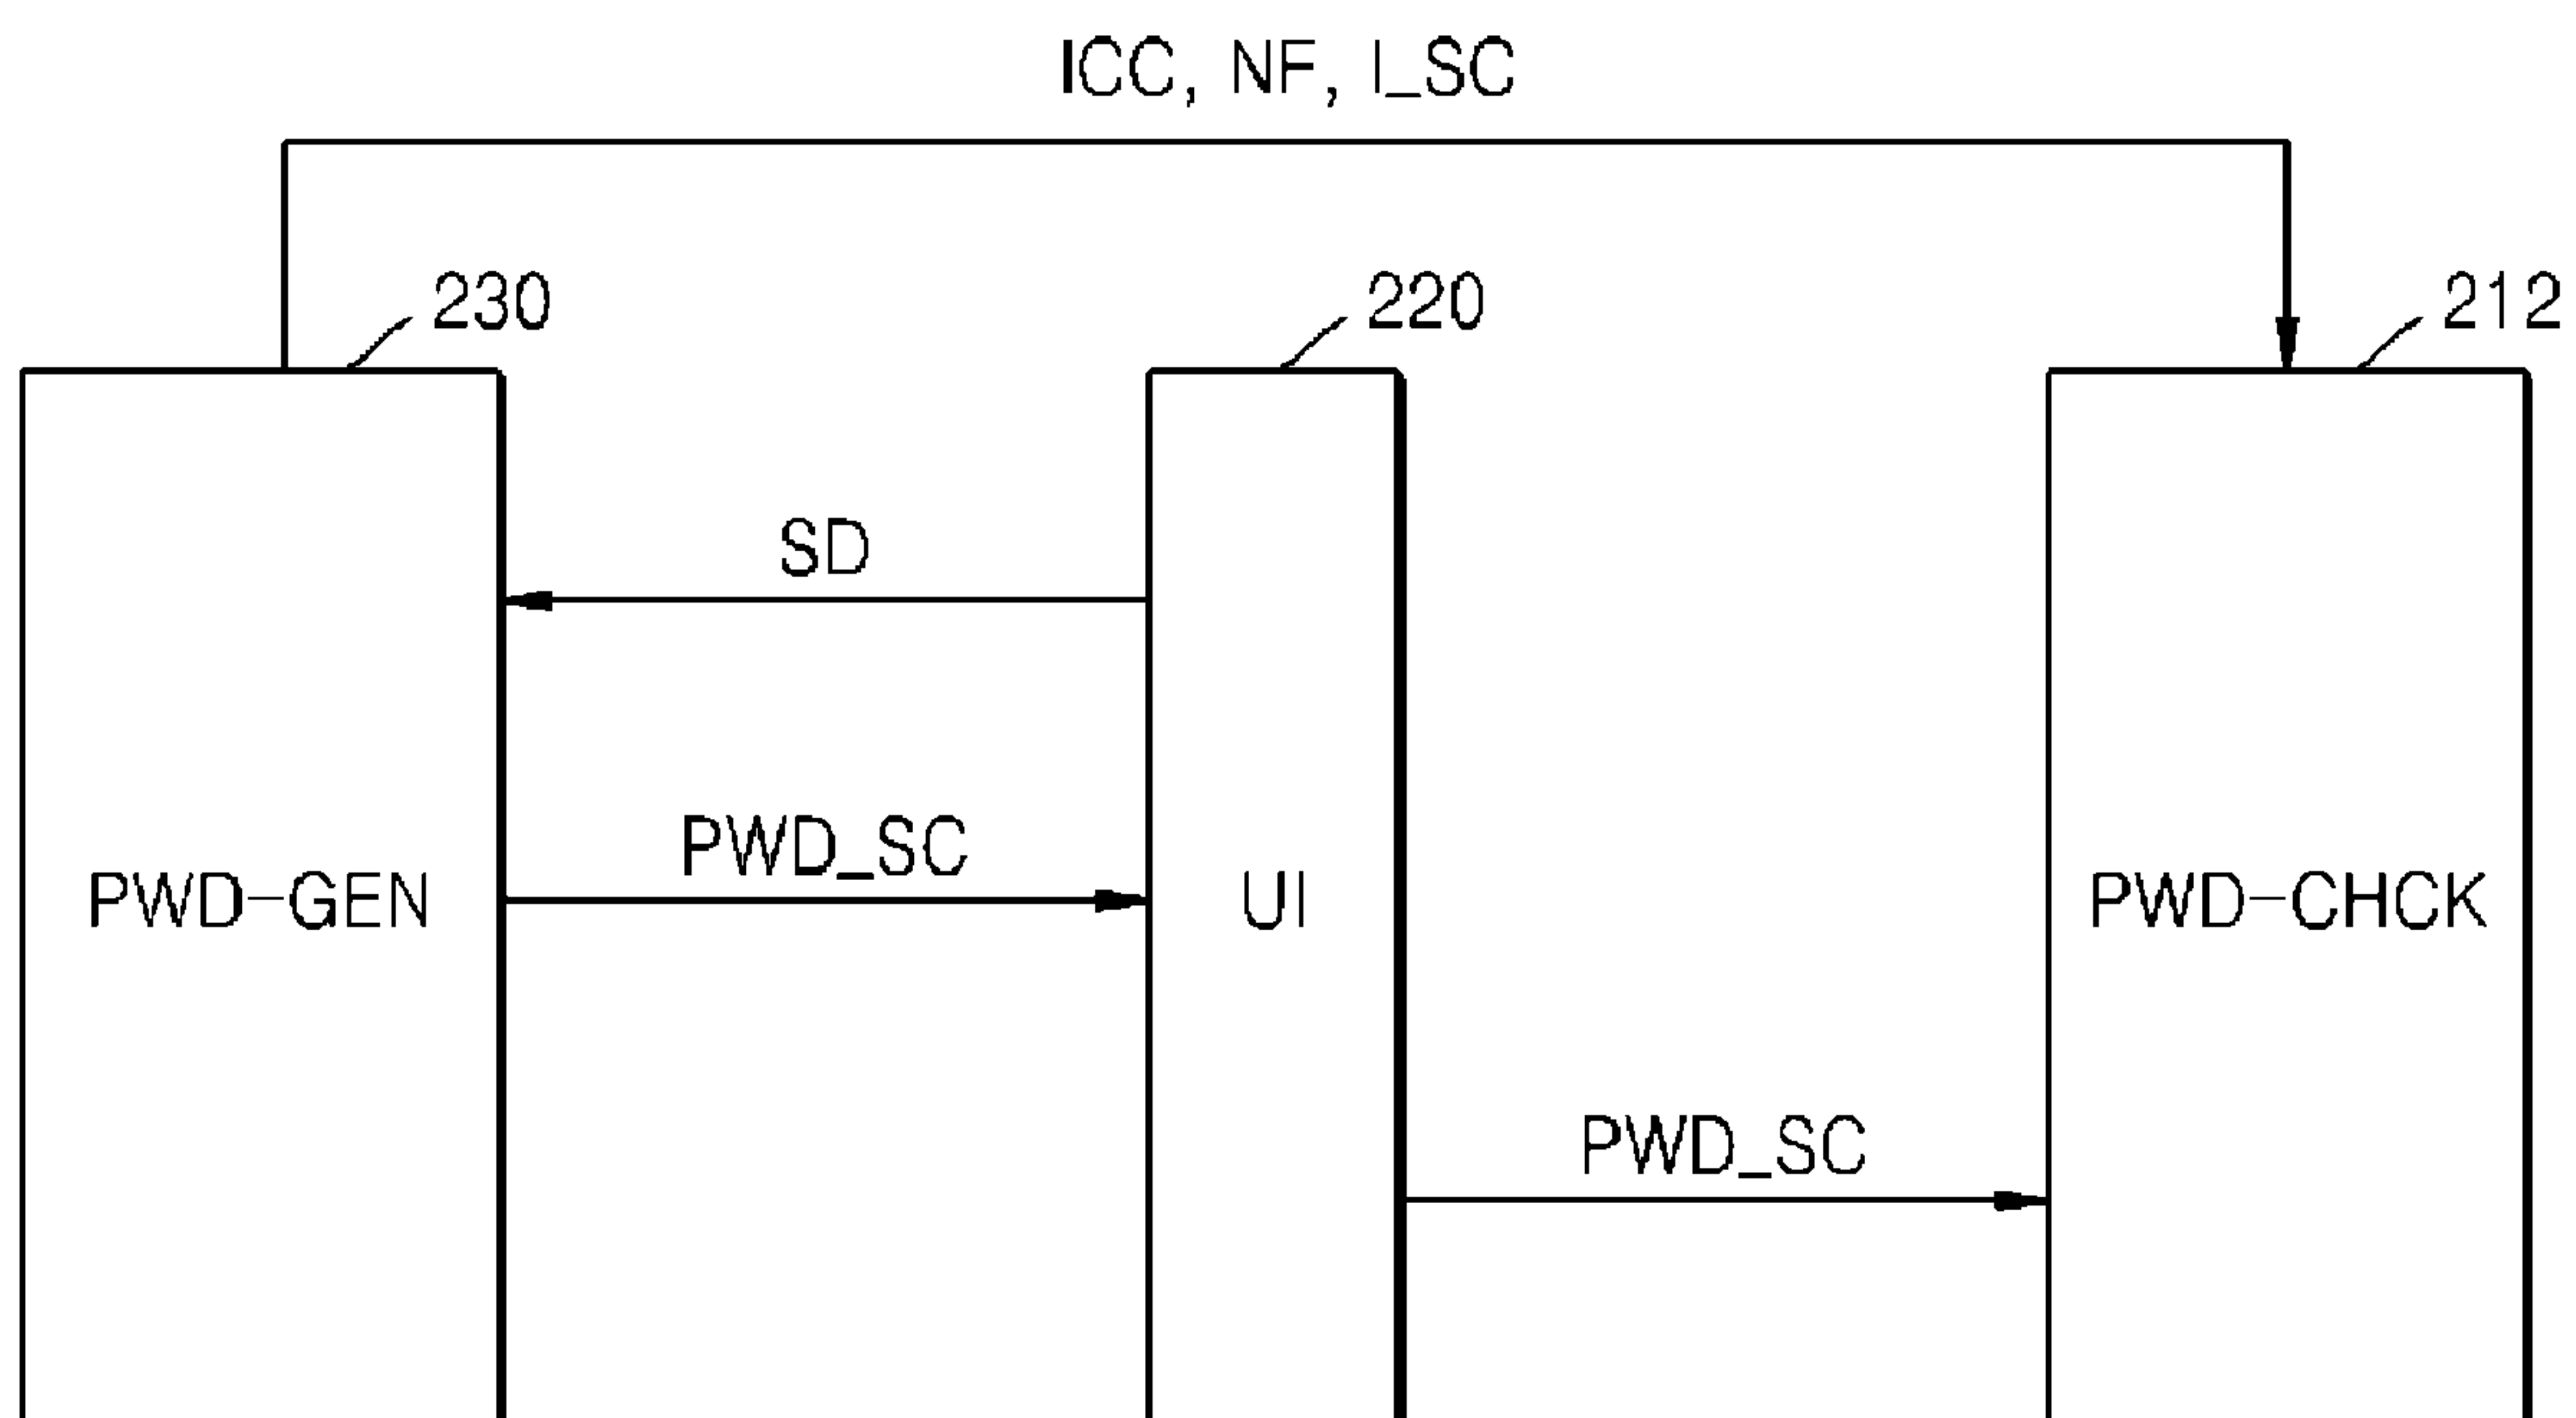 ICC, NF, I_SC
230
220
212
SD
PWD_SC
PWD-GEN
UI
PWD-CHCK
PWD_SC